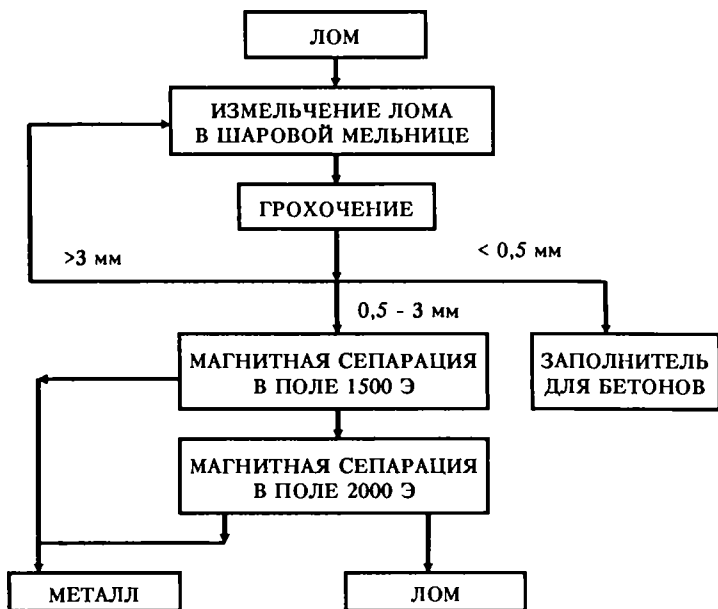 ЛОМ
ИЗМЕЛЬЧЕНИЕ ЛОМА
В ШАРОВОЙ МЕЛЬНИЦЕ
ГРОХОЧЕНИЕ
>3 мм
< 0,5 мм
0,5 - 3 мм
МАГНИТНАЯ СЕПАРАЦИЯ
В ПОЛЕ 1500 Э
ЗАПОЛНИТЕЛЬ
ДЛЯ БЕТОНОВ
МАГНИТНАЯ СЕПАРАЦИЯ
В ПОЛЕ 2000 Э
МЕТАЛЛ
ЛОМ